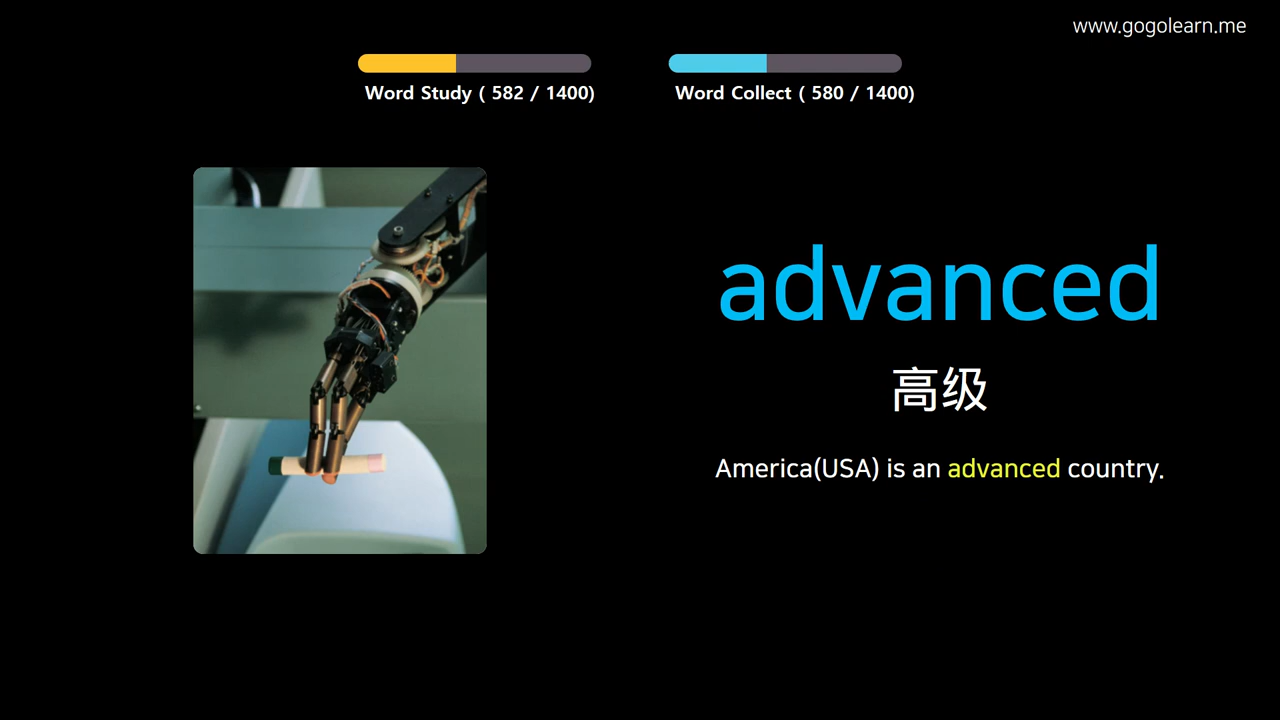 www.gogolearn.me
Word Study ( 582 / 1400)
Word Collect ( 580 / 1400)
advanced
高级
America(USA) is an advanced country.